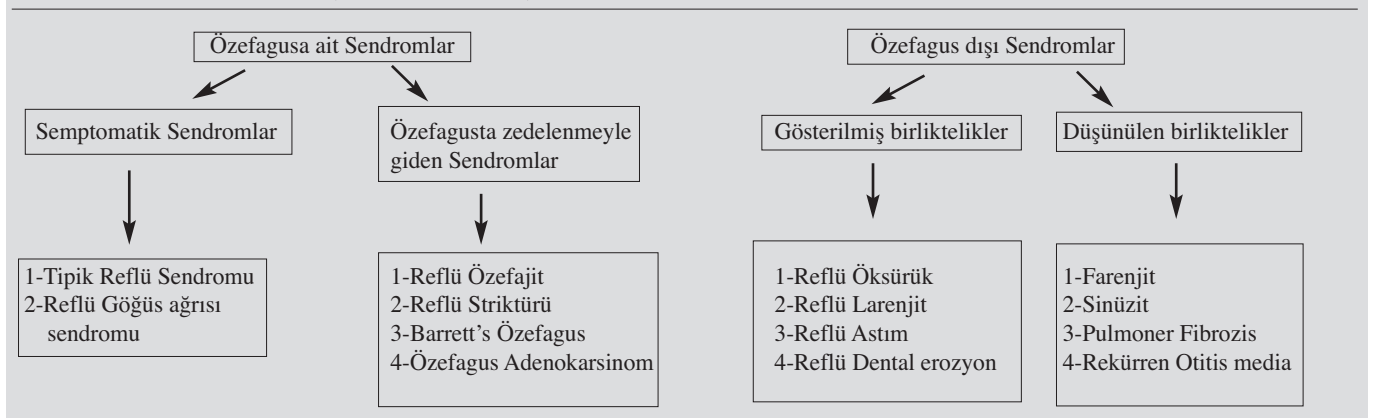 Özefagusa ait Sendromlar
Özefagus dışı Sendromlar
Semptomatik Sendromlar
Özefagusta zedelenmeyle
giden Sendromlar
Gösterilmiş birliktelikler
Düşünülen birliktelikler
1-Tipik Reflü Sendromu
2-Reflü Göğüs ağrısı
sendromu
1-Reflü Özefajit
2-Reflü Striktürü
3-Barrett's Özefagus
4-Özefagus Adenokarsinom
1-Reflü Öksürük
2-Reflü Larenjit
3-Reflü Astım
4-Reflü Dental erozyon
1-Farenjit
2-Sinüzit
3-Pulmoner Fibrozis
4-Rekürren Otitis media